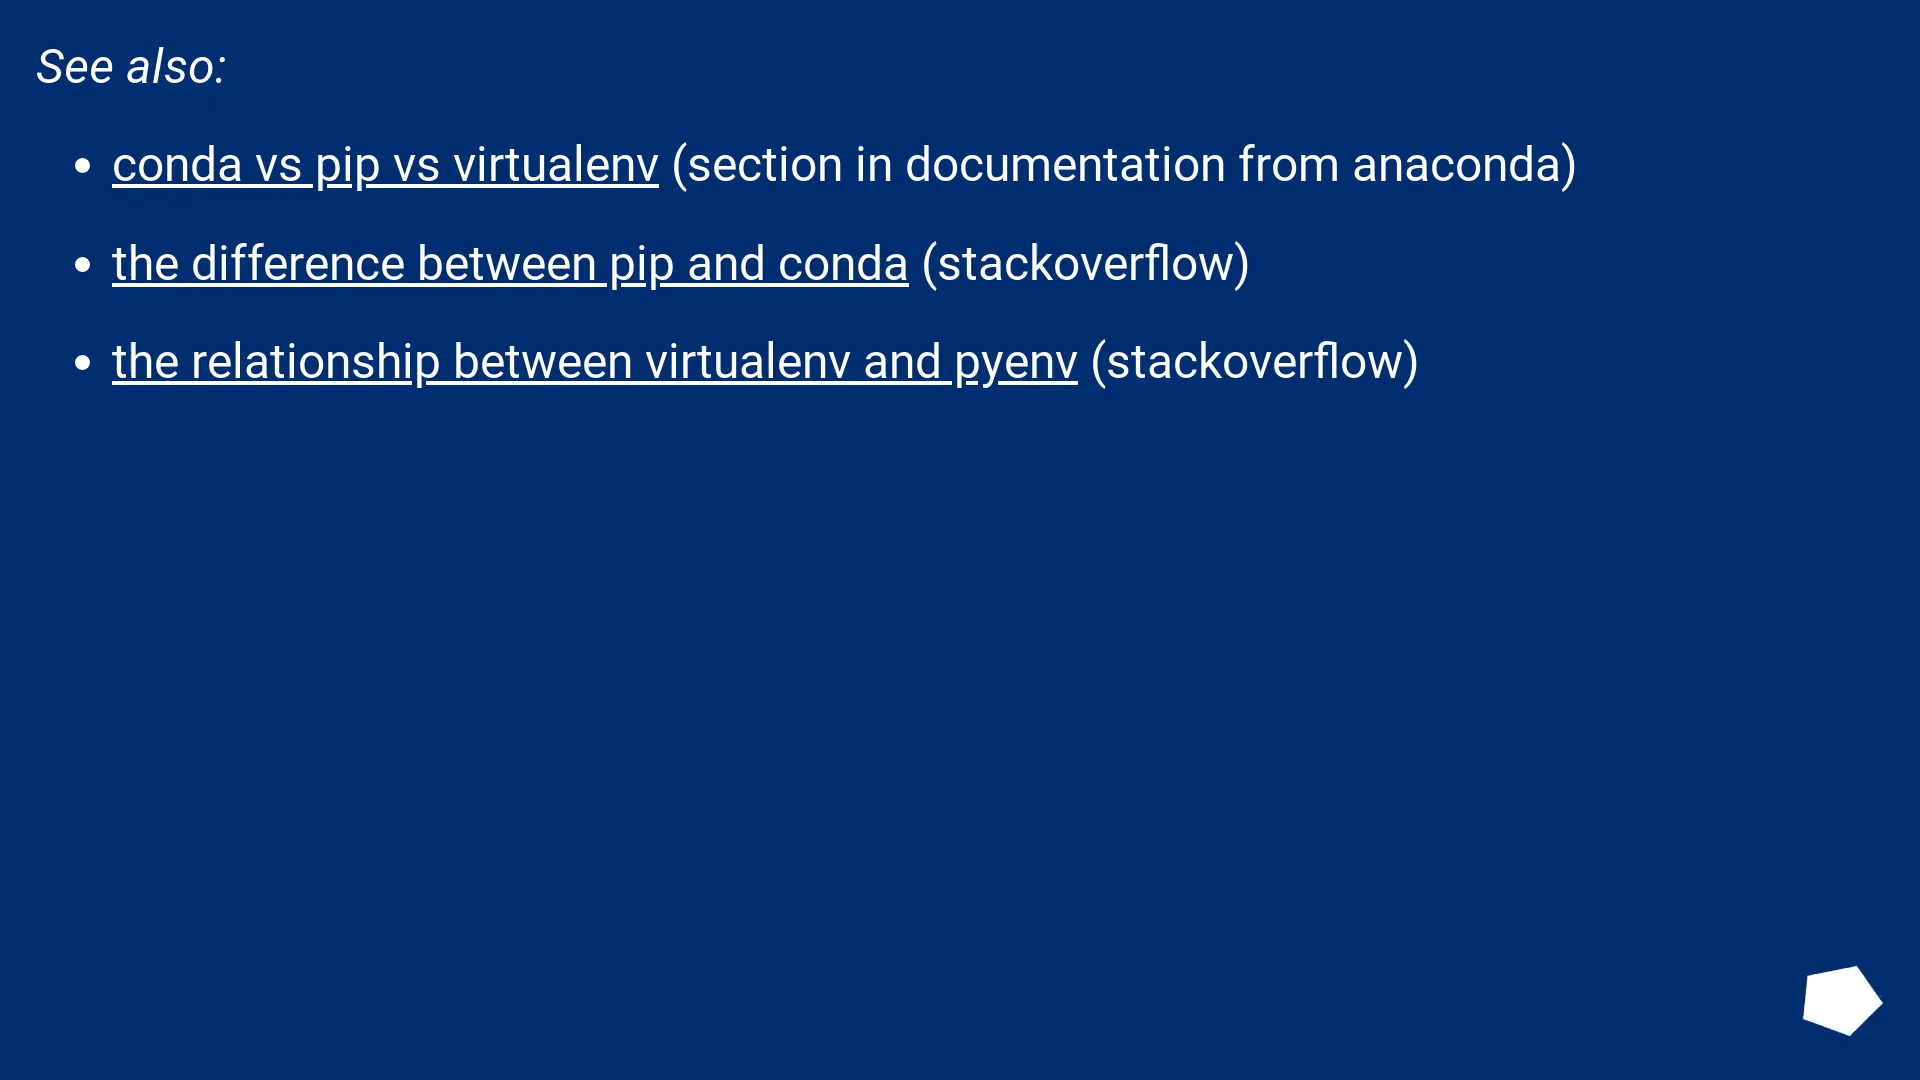 See also:
• conda vs pip vs virtualenv (section in documentation from anaconda)
• the difference between pip and conda (stackoverflow)
• the relationship between virtualenv and pyenv (stackoverflow)